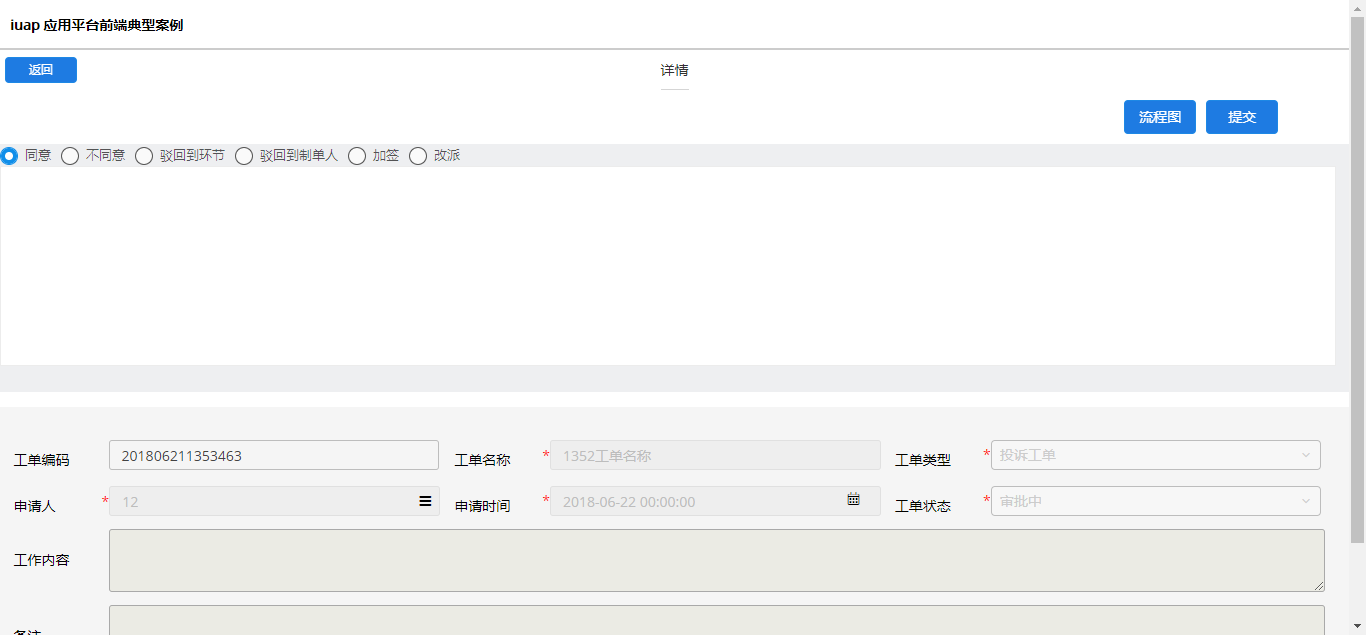 iuap 应用平台前端典型案例
返回 详情
流程图 提交
同意 不同意 驳回到环节 驳回到制单人 加签 改派
工单编码 201806211353463 工单名称 * 1352工单名称 工单类型 * 投诉工单
申请人 * 12 申请时间 * 2018-06-22 00:00:00 工单状态 * 审批中
工作内容
备注